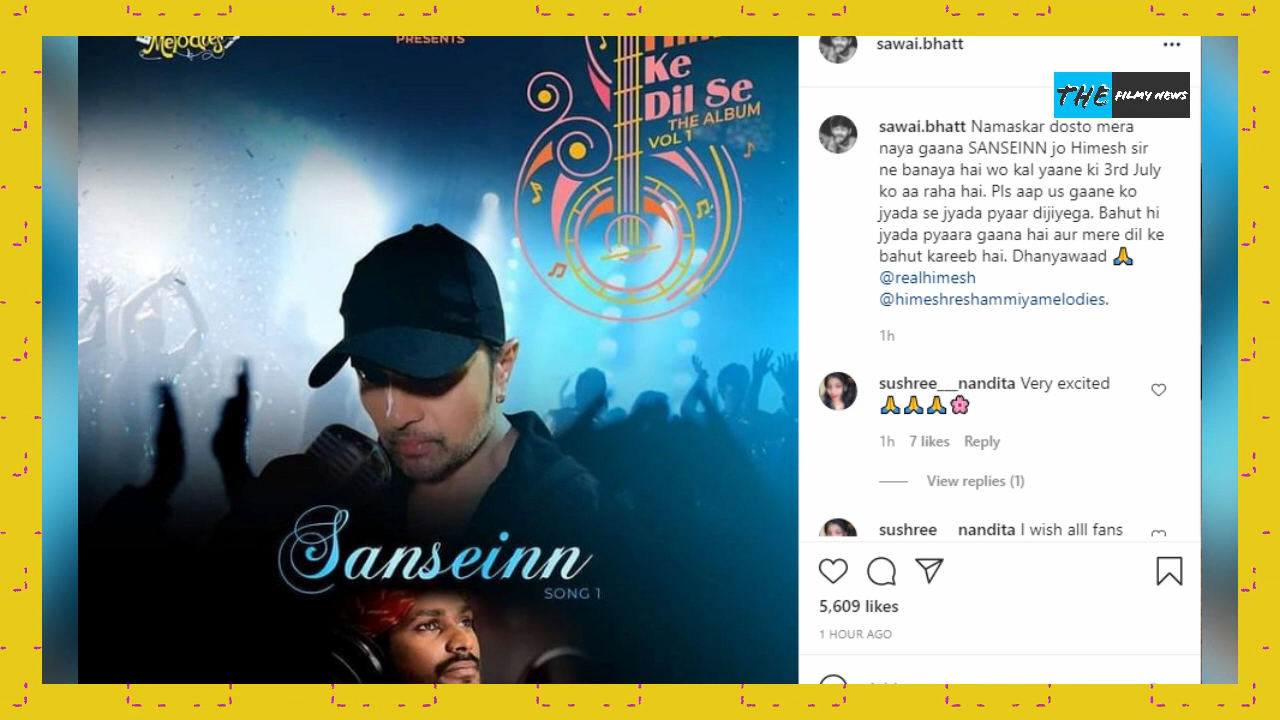 Melodies
PRESENTS
Ke
Dil Se
THE ALBUM
VOL 1
Sanseinn
SONG 1
sawai.bhatt
THE FILMY NEWS
sawai.bhatt Namaskar dosto mera
naya gaana SANSEINN jo Himesh sir
ne banaya hai wo kal yaane ki 3rd July
ko aa raha hai. Pls aap us gaane ko
jyada se jyada pyaar dijiyega. Bahut hi
jyada pyaara gaana hai aur mere dil ke
bahut kareeb hai. Dhanyawaad 🙏
@realhimesh
@himeshreshammiyamelodies.
1h
sushree___nandita Very excited
🙏🙏🙏🌸
1h 7 likes Reply
View replies (1)
sushree___nandita I wish alll fans
5,609 likes
1 HOUR AGO